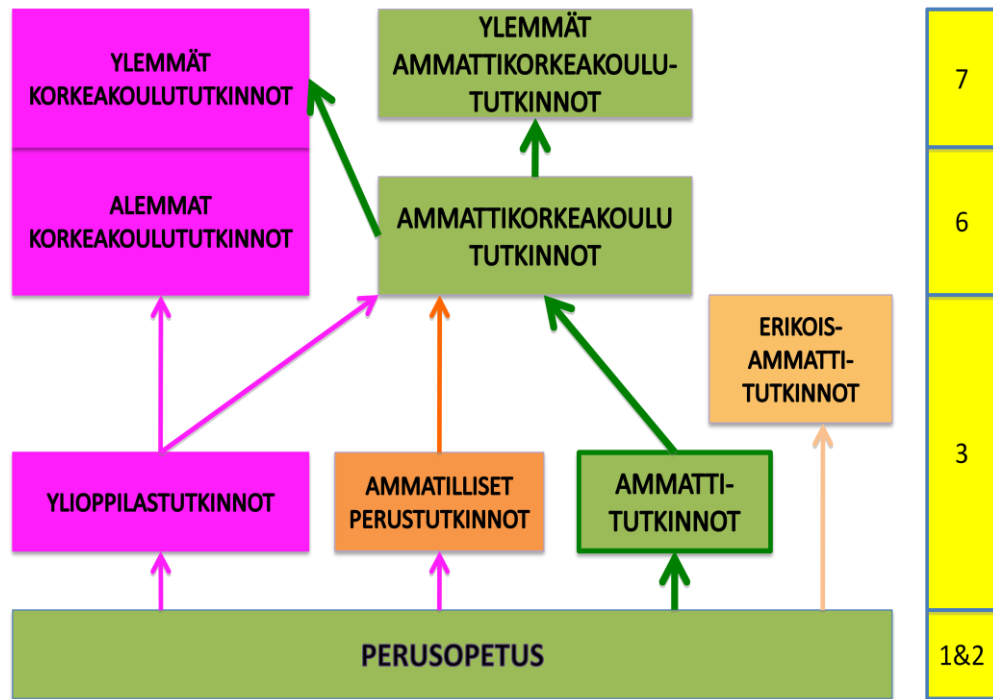 YLEMMÄT
KORKEAKOULUTUTKINNOT
YLEMMÄT
AMMATTIKORKEAKOULU-
TUTKINNOT
7
ALEMMAT
KORKEAKOULUTUTKINNOT
AMMATTIKORKEAKOULU
TUTKINNOT
6
ERIKOIS-
AMMATTI-
TUTKINNOT
YLIOPPILASTUTKINNOT
AMMATILLISET
PERUSTUTKINNOT
AMMATTI-
TUTKINNOT
3
PERUSOPETUS
1&2